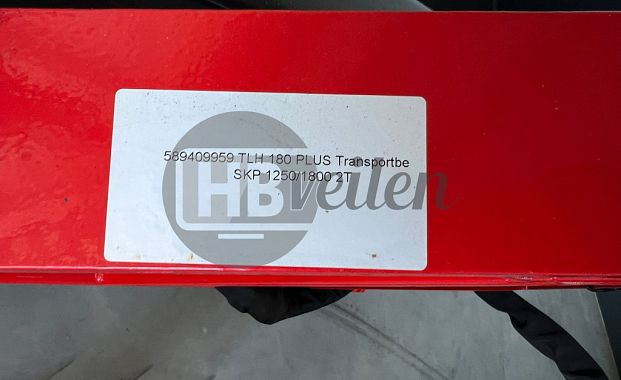 589409959 TLH 180 PLUS Transportbe
SKP 1250/1800 2T
HBveilen